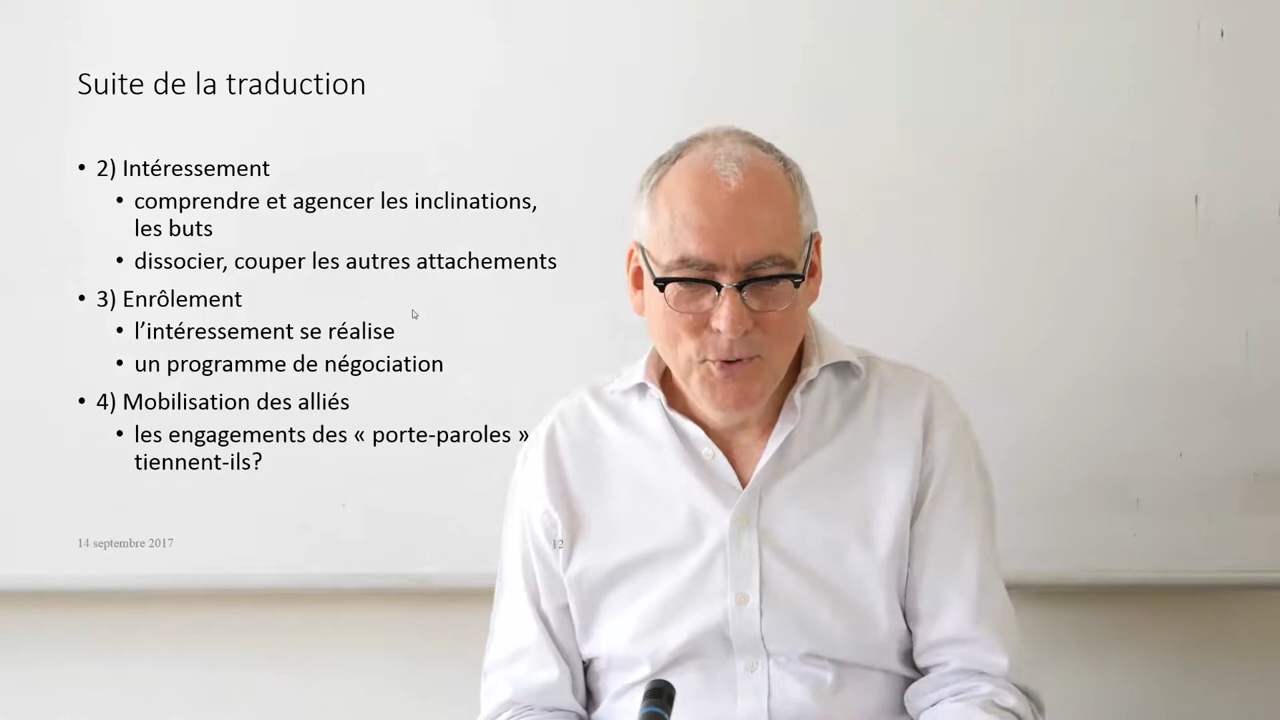 Suite de la traduction
• 2) Intéressement
• comprendre et agencer les inclinations,
les buts
• dissocier, couper les autres attachements
• 3) Enrôlement
• l’intéressement se réalise
• un programme de négociation
• 4) Mobilisation des alliés
• les engagements des « porte-paroles »
tiennent-ils?
14 septembre 2017
12